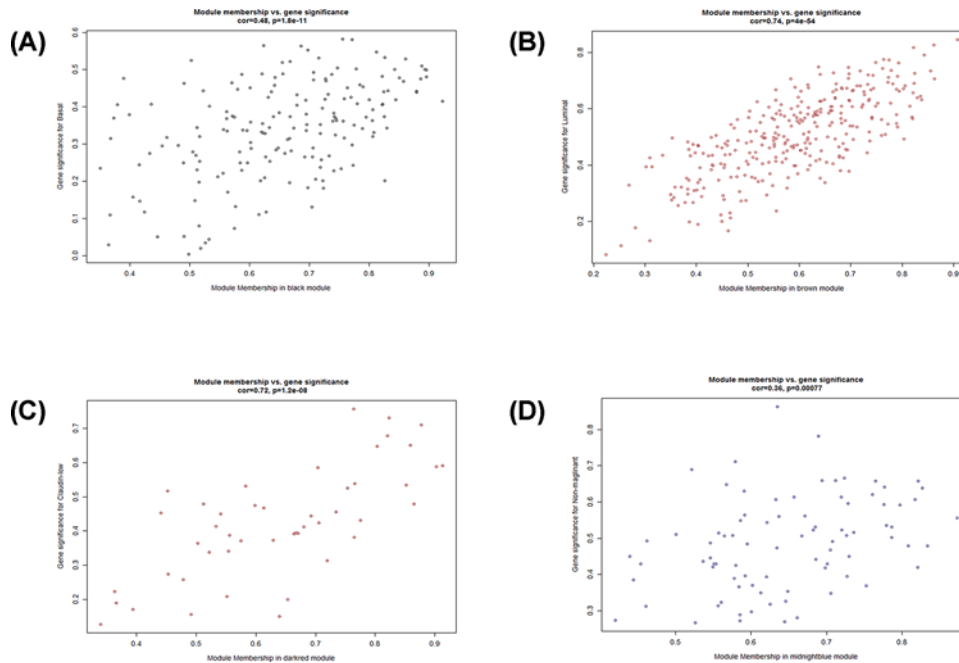 (A)
Module membership vs. gene significance
cor=0.48, p=1.8e-11
Gene significance for Basal
0.0 0.1 0.2 0.3 0.4 0.5 0.6
0.4 0.5 0.6 0.7 0.8 0.9
Module Membership in black module
(B)
Module membership vs. gene significance
cor=0.74, p=4e-54
Gene significance for Luminal
0.2 0.4 0.6 0.8
0.2 0.3 0.4 0.5 0.6 0.7 0.8 0.9
Module Membership in brown module
(C)
Module membership vs. gene significance
cor=0.72, p=1.2e-08
Gene significance for Claudin-low
0.2 0.3 0.4 0.5 0.6 0.7
0.4 0.5 0.6 0.7 0.8 0.9
Module Membership in darkred module
(D)
Module membership vs. gene significance
cor=0.36, p=0.00077
Gene significance for Non-maglinant
0.3 0.4 0.5 0.6 0.7 0.8
0.5 0.6 0.7 0.8
Module Membership in midnightblue module